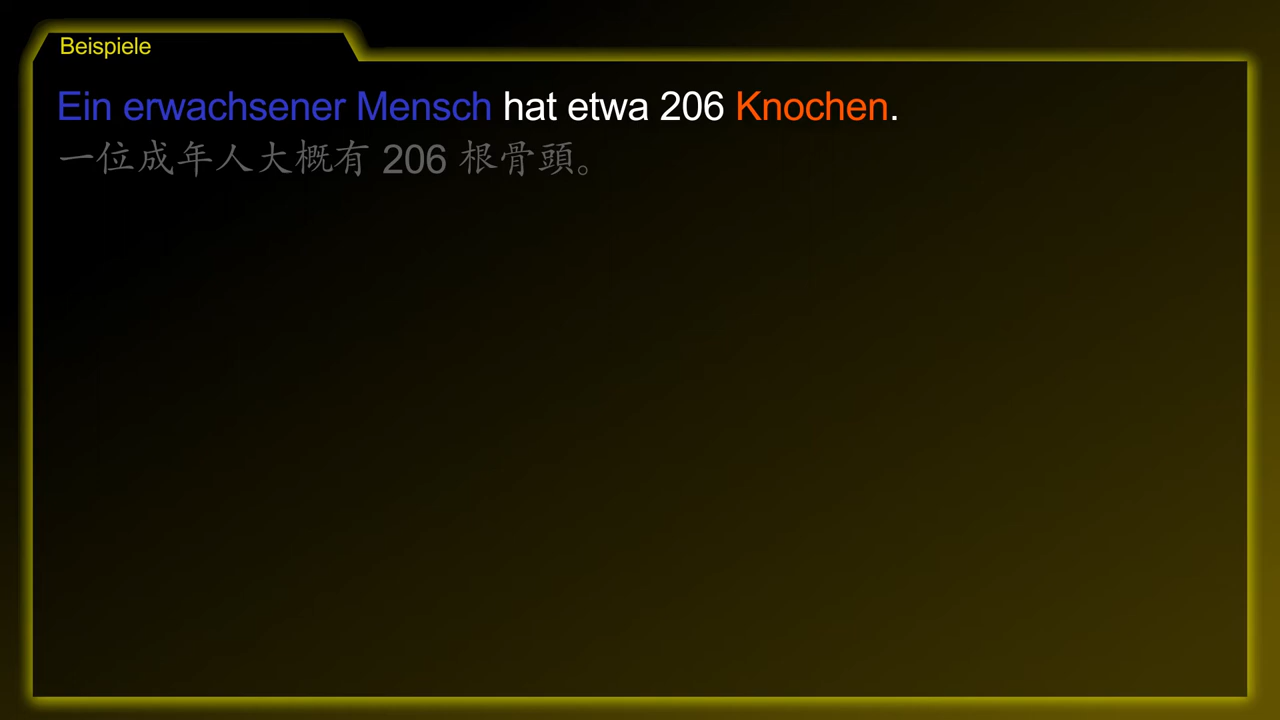 Beispiele
Ein erwachsener Mensch hat etwa 206 Knochen.
一位成年人大概有 206 根骨頭。